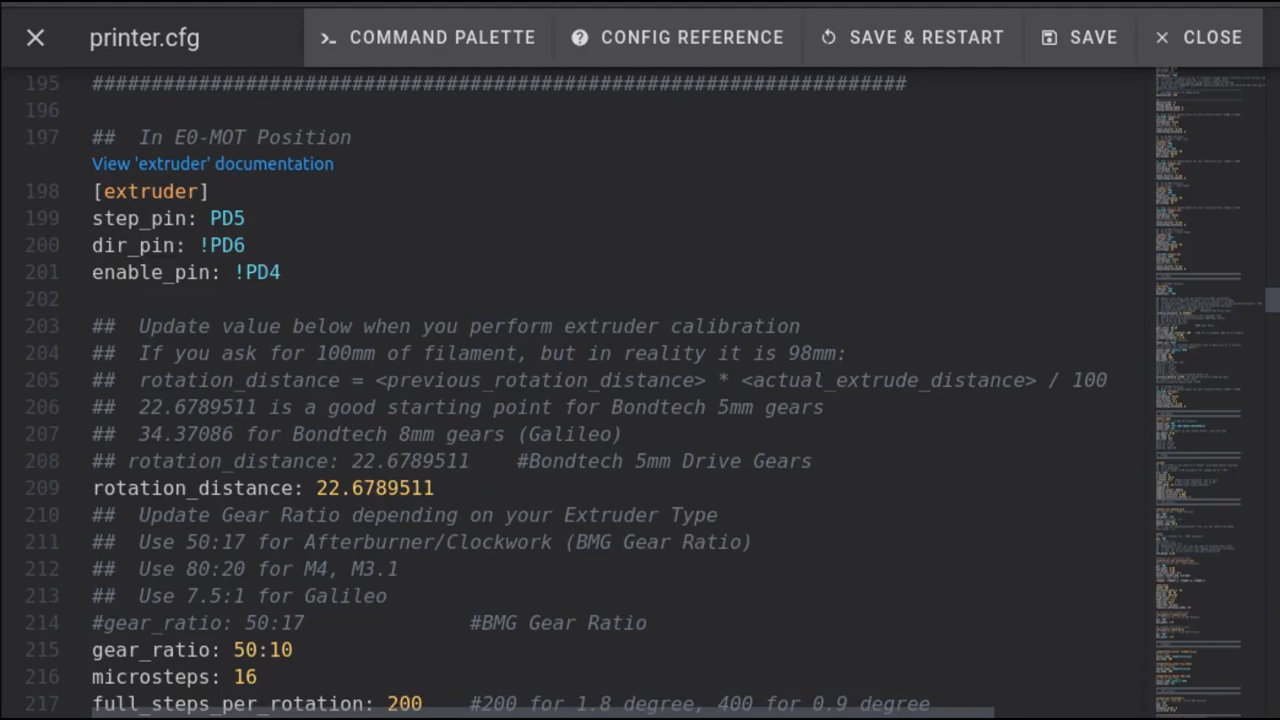 printer.cfg
COMMAND PALETTE
CONFIG REFERENCE
SAVE & RESTART
SAVE
CLOSE
195 #####################################################################
196
197 ##  In E0-MOT Position
View 'extruder' documentation
198 [extruder]
199 step_pin: PD5
200 dir_pin: !PD6
201 enable_pin: !PD4
202
203 ##  Update value below when you perform extruder calibration
204 ##  If you ask for 100mm of filament, but in reality it is 98mm:
205 ##  rotation_distance = <previous_rotation_distance> * <actual_extrude_distance> / 100
206 ##  22.6789511 is a good starting point for Bondtech 5mm gears
207 ##  34.37086 for Bondtech 8mm gears (Galileo)
208 ## rotation_distance: 22.6789511    #Bondtech 5mm Drive Gears
209 rotation_distance: 22.6789511
210 ##  Update Gear Ratio depending on your Extruder Type
211 ##  Use 50:17 for Afterburner/Clockwork (BMG Gear Ratio)
212 ##  Use 80:20 for M4, M3.1
213 ##  Use 7.5:1 for Galileo
214 #gear_ratio: 50:17              #BMG Gear Ratio
215 gear_ratio: 50:10
216 microsteps: 16
217 full_steps_per_rotation: 200    #200 for 1.8 degree, 400 for 0.9 degree